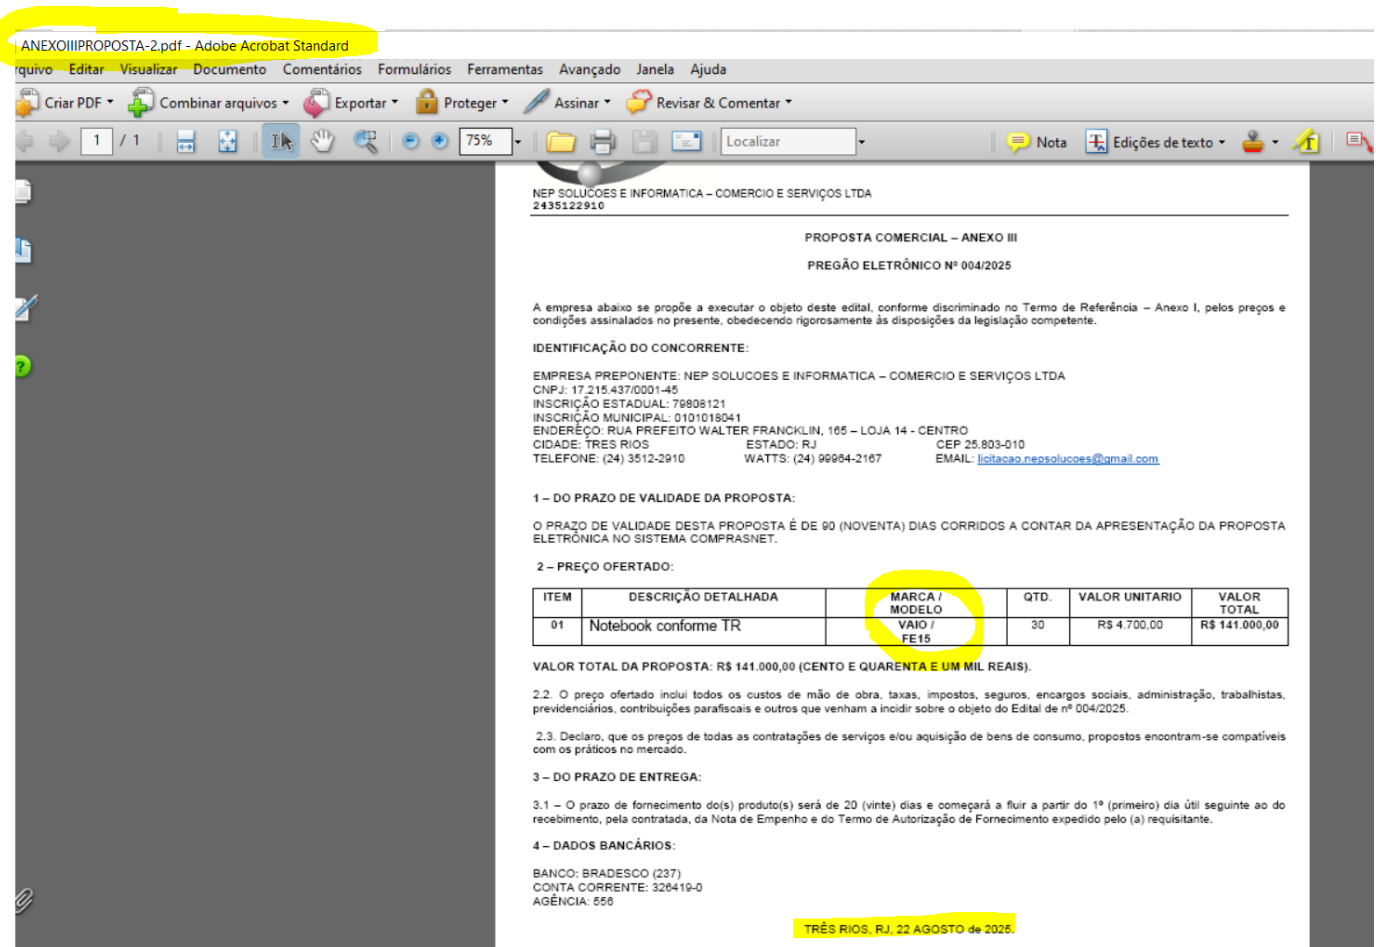 ANEXOIIIPROPOSTA-2.pdf - Adobe Acrobat Standard
rquivo Editar Visualizar Documento Comentários Formulários Ferramentas Avançado Janela Ajuda
Criar PDF Combinar arquivos Exportar Proteger Assinar Revisar & Comentar
1 / 1 75% Localizar Nota Edições de texto
NEP SOLUCOES E INFORMATICA – COMERCIO E SERVIÇOS LTDA
2435122910
PROPOSTA COMERCIAL – ANEXO III
PREGÃO ELETRÔNICO Nº 004/2025
A empresa abaixo se propõe a executar o objeto deste edital, conforme discriminado no Termo de Referência – Anexo I, pelos preços e
condições assinalados no presente, obedecendo rigorosamente às disposições da legislação competente.
IDENTIFICAÇÃO DO CONCORRENTE:
EMPRESA PREPONENTE: NEP SOLUCOES E INFORMATICA – COMERCIO E SERVIÇOS LTDA
CNPJ: 17.215.437/0001-45
INSCRIÇÃO ESTADUAL: 79808121
INSCRIÇÃO MUNICIPAL: 0101018041
ENDERÊÇO: RUA PREFEITO WALTER FRANCKLIN, 165 – LOJA 14 - CENTRO
CIDADE: TRES RIOS ESTADO: RJ CEP 25.803-010
TELEFONE: (24) 3512-2910 WATTS: (24) 99964-2167 EMAIL: licitacao.nepsolucoes@gmail.com
1 – DO PRAZO DE VALIDADE DA PROPOSTA:
O PRAZO DE VALIDADE DESTA PROPOSTA É DE 90 (NOVENTA) DIAS CORRIDOS A CONTAR DA APRESENTAÇÃO DA PROPOSTA
ELETRÔNICA NO SISTEMA COMPRASNET.
2 – PREÇO OFERTADO:
ITEM DESCRIÇÃO DETALHADA MARCA / MODELO QTD. VALOR UNITARIO VALOR TOTAL
01 Notebook conforme TR VAIO / FE15 30 R$ 4.700,00 R$ 141.000,00
VALOR TOTAL DA PROPOSTA: R$ 141.000,00 (CENTO E QUARENTA E UM MIL REAIS).
2.2. O preço ofertado inclui todos os custos de mão de obra, taxas, impostos, seguros, encargos sociais, administração, trabalhistas,
previdenciários, contribuições parafiscais e outros que venham a incidir sobre o objeto do Edital de nº 004/2025.
2.3. Declaro, que os preços de todas as contratações de serviços e/ou aquisição de bens de consumo, propostos encontram-se compatíveis
com os práticos no mercado.
3 – DO PRAZO DE ENTREGA:
3.1 – O prazo de fornecimento do(s) produto(s) será de 20 (vinte) dias e começará a fluir a partir do 1º (primeiro) dia útil seguinte ao do
recebimento, pela contratada, da Nota de Empenho e do Termo de Autorização de Fornecimento expedido pelo (a) requisitante.
4 – DADOS BANCÁRIOS:
BANCO: BRADESCO (237)
CONTA CORRENTE: 326419-0
AGÊNCIA: 556
TRÊS RIOS, RJ, 22 AGOSTO de 2025.